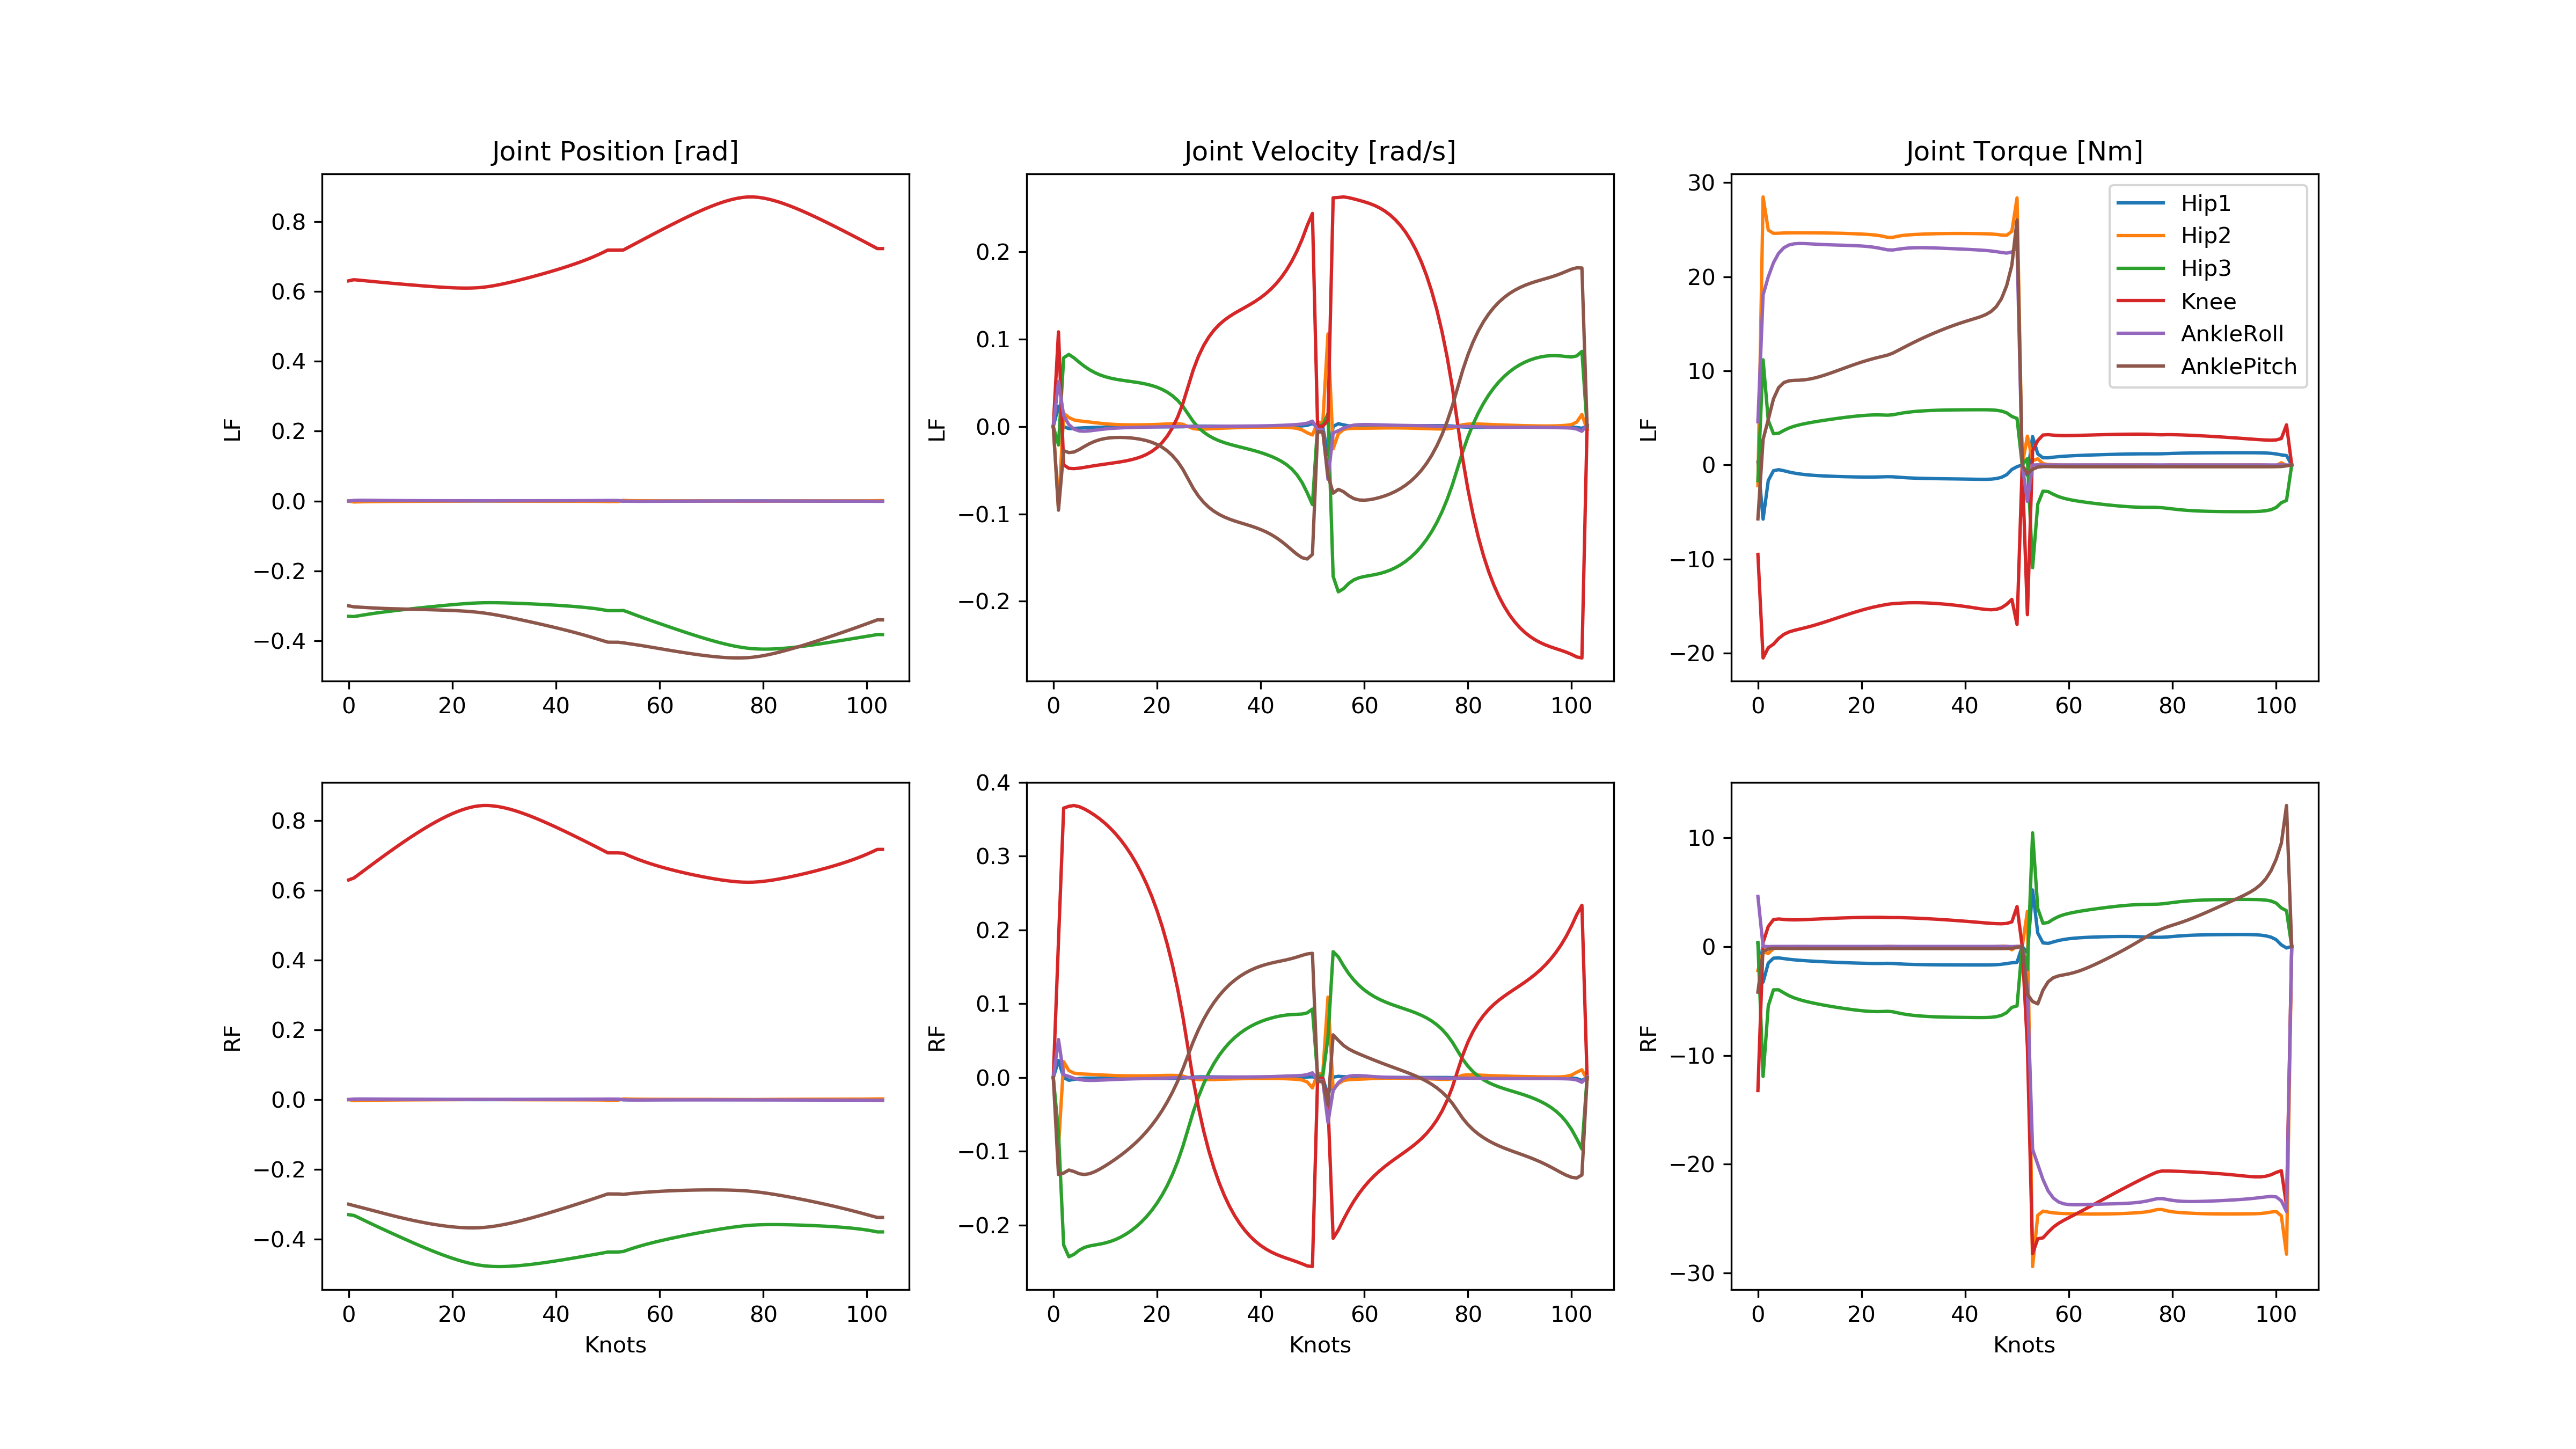 Joint Position [rad]
Joint Velocity [rad/s]
Joint Torque [Nm]
LF
0.8
0.6
0.4
0.2
0.0
−0.2
−0.4
0 20 40 60 80 100
LF
0.2
0.1
0.0
−0.1
−0.2
0 20 40 60 80 100
LF
30
20
10
0
−10
−20
0 20 40 60 80 100
Hip1
Hip2
Hip3
Knee
AnkleRoll
AnklePitch
RF
0.8
0.6
0.4
0.2
0.0
−0.2
−0.4
0 20 40 60 80 100
Knots
RF
0.4
0.3
0.2
0.1
0.0
−0.1
−0.2
0 20 40 60 80 100
Knots
RF
10
0
−10
−20
−30
0 20 40 60 80 100
Knots